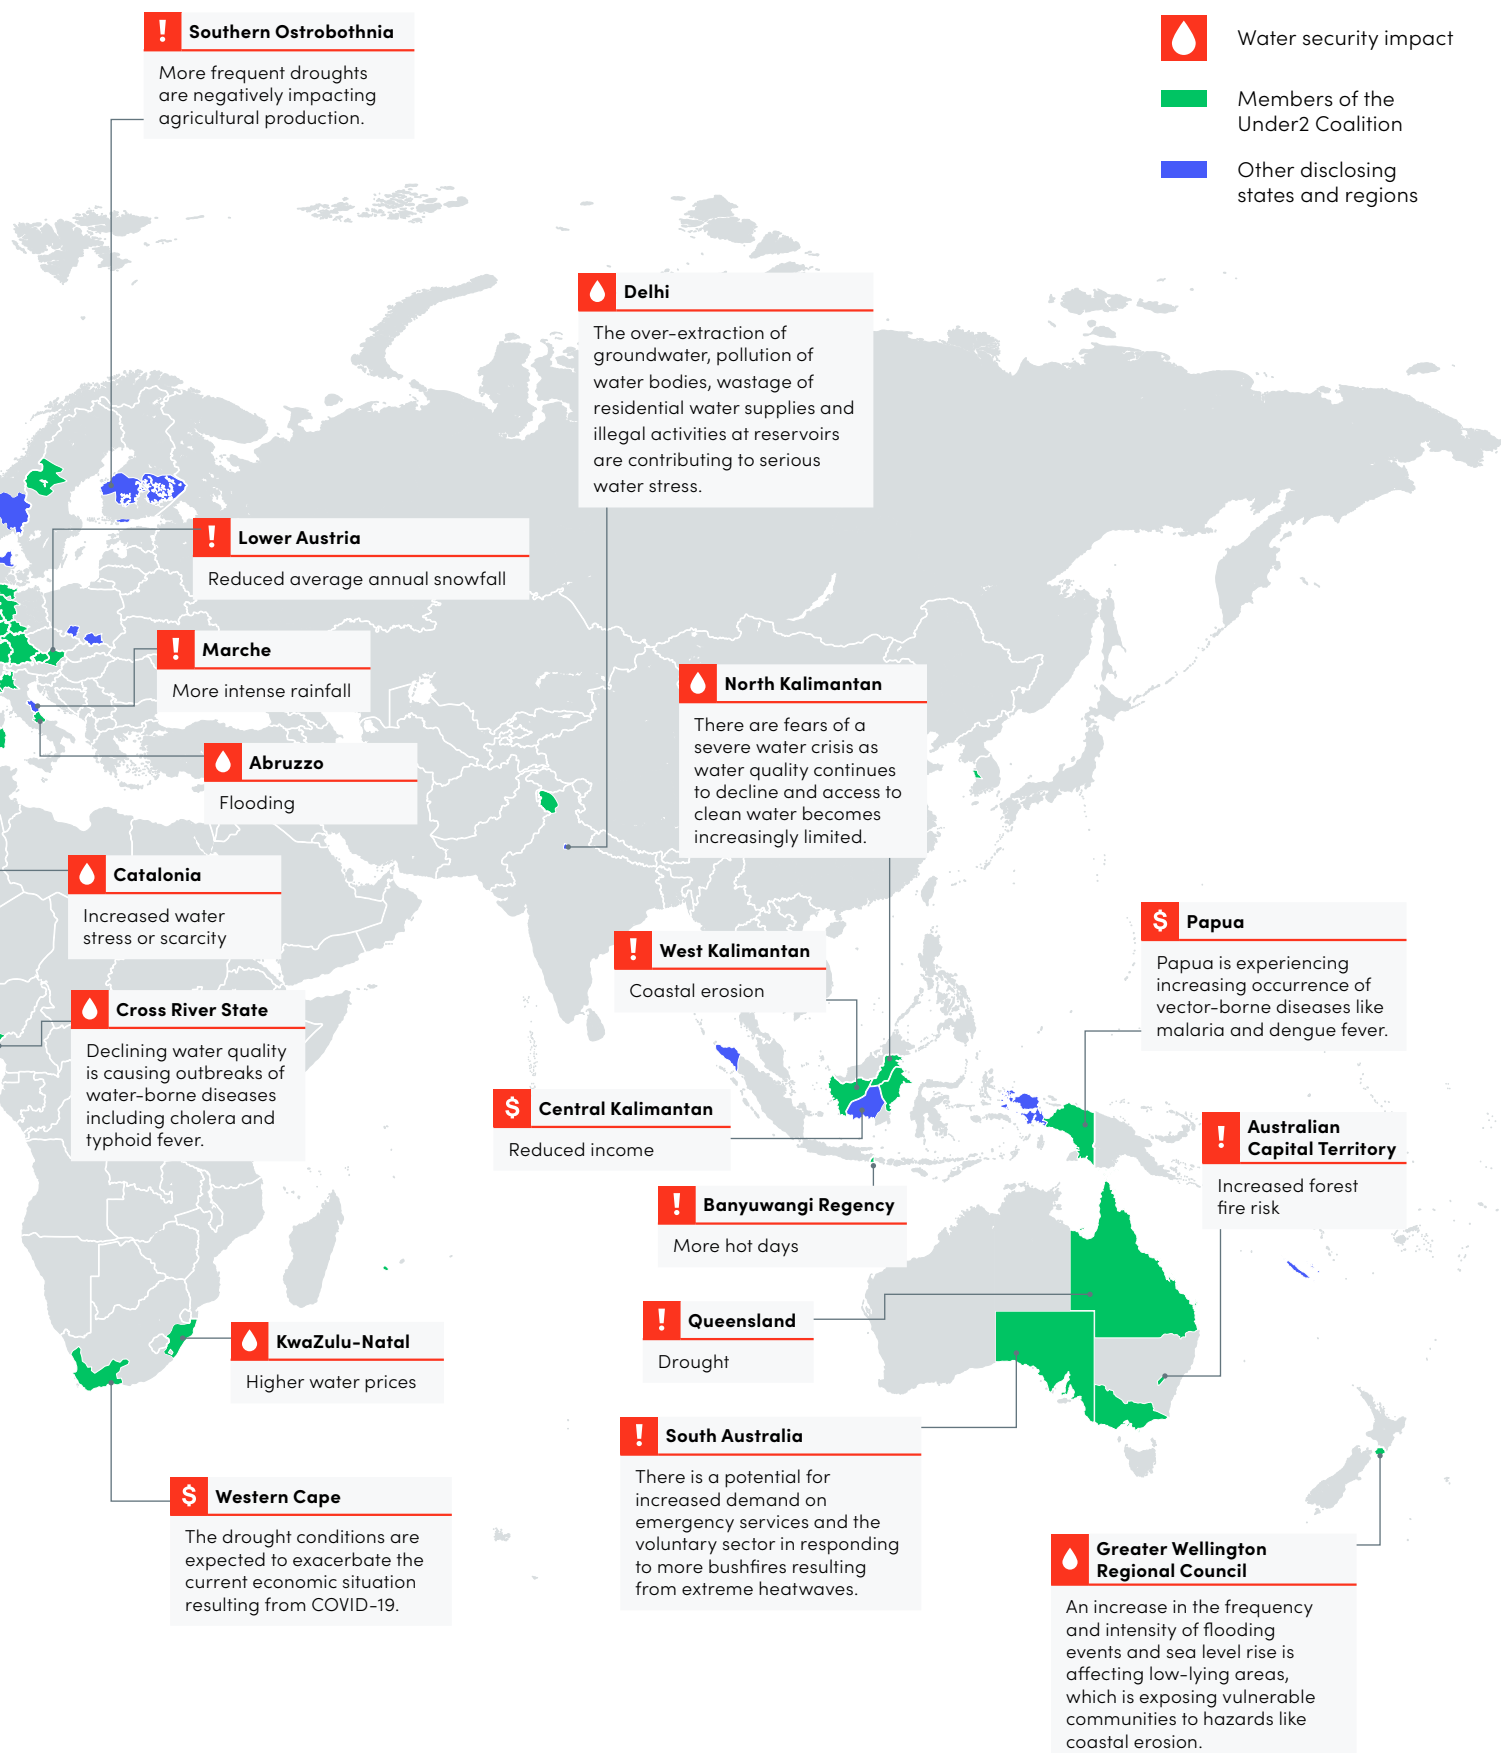 Southern Ostrobothnia
More frequent droughts
are negatively impacting
agricultural production.
Water security impact
Members of the
Under2 Coalition
Other disclosing
states and regions
Delhi
The over-extraction of
groundwater, pollution of
water bodies, wastage of
residential water supplies and
illegal activities at reservoirs
are contributing to serious
water stress.
Lower Austria
Reduced average annual snowfall
Marche
More intense rainfall
North Kalimantan
There are fears of a
severe water crisis as
water quality continues
to decline and access to
clean water becomes
increasingly limited.
Abruzzo
Flooding
Catalonia
Increased water
stress or scarcity
$ Papua
Papua is experiencing
increasing occurrence of
vector-borne diseases like
malaria and dengue fever.
! West Kalimantan
Coastal erosion
Cross River State
Declining water quality
is causing outbreaks of
water-borne diseases
including cholera and
typhoid fever.
$ Central Kalimantan
Reduced income
! Australian
Capital Territory
Increased forest
fire risk
! Banyuwangi Regency
More hot days
! Queensland
Drought
KwaZulu-Natal
Higher water prices
! South Australia
There is a potential for
increased demand on
emergency services and the
voluntary sector in responding
to more bushfires resulting
from extreme heatwaves.
$ Western Cape
The drought conditions are
expected to exacerbate the
current economic situation
resulting from COVID-19.
Greater Wellington
Regional Council
An increase in the frequency
and intensity of flooding
events and sea level rise is
affecting low-lying areas,
which is exposing vulnerable
communities to hazards like
coastal erosion.